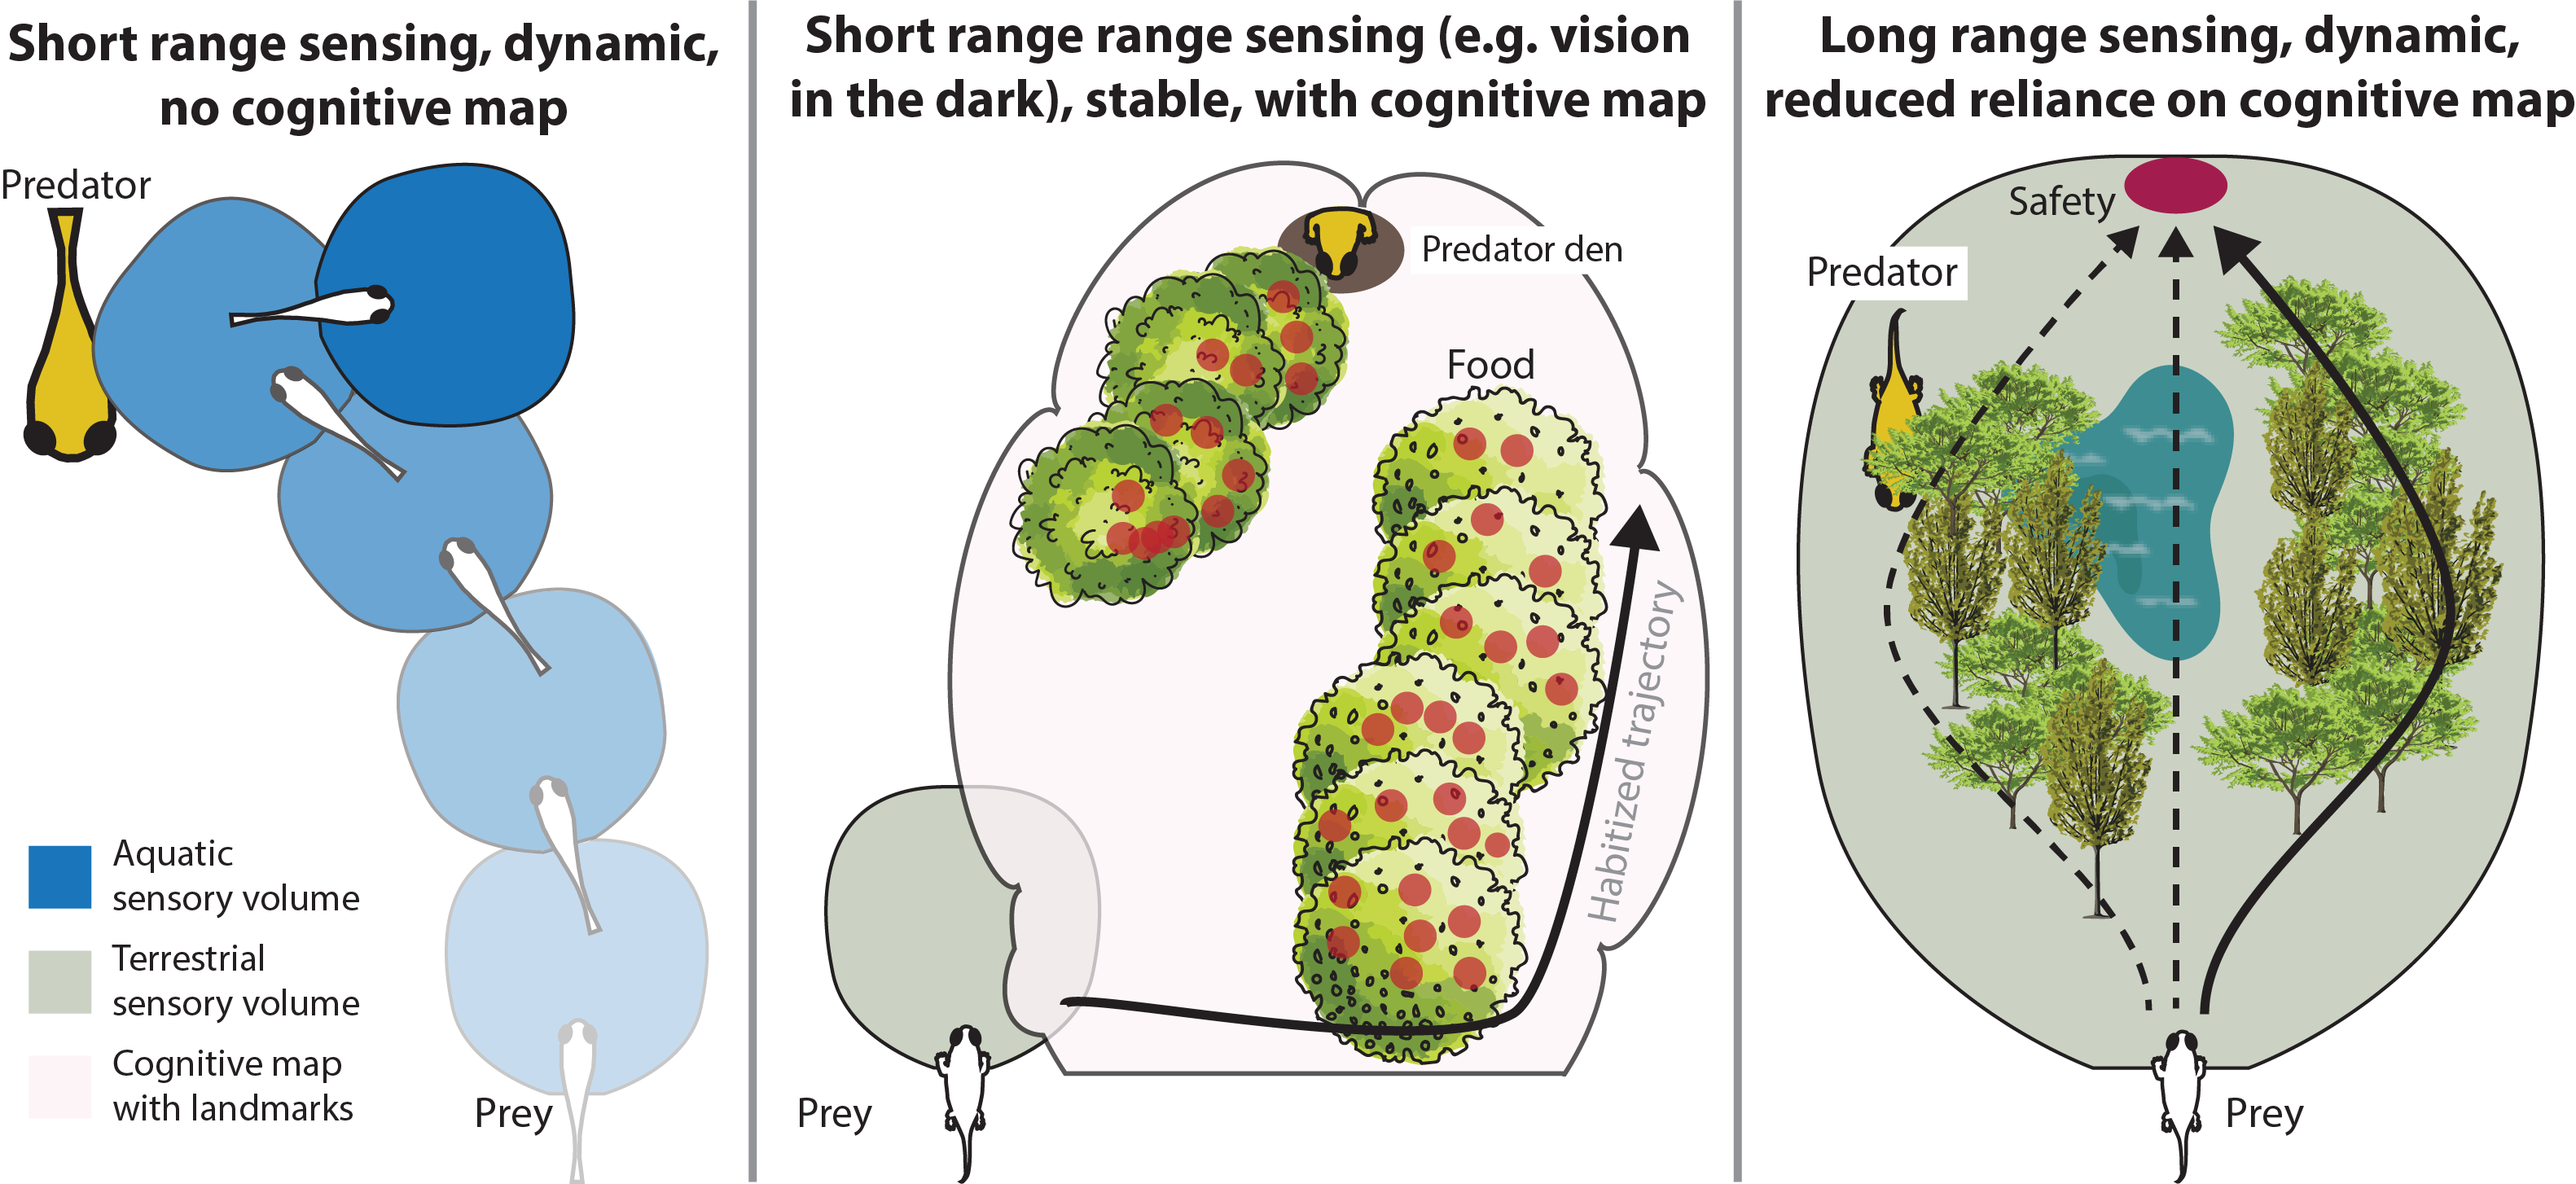 Short range sensing, dynamic,
no cognitive map
Predator
Aquatic
sensory volume
Terrestrial
sensory volume
Cognitive map
with landmarks
Prey
Short range range sensing (e.g. vision
in the dark), stable, with cognitive map
Predator den
Food
Habitized trajectory
Prey
Long range sensing, dynamic,
reduced reliance on cognitive map
Safety
Predator
Prey